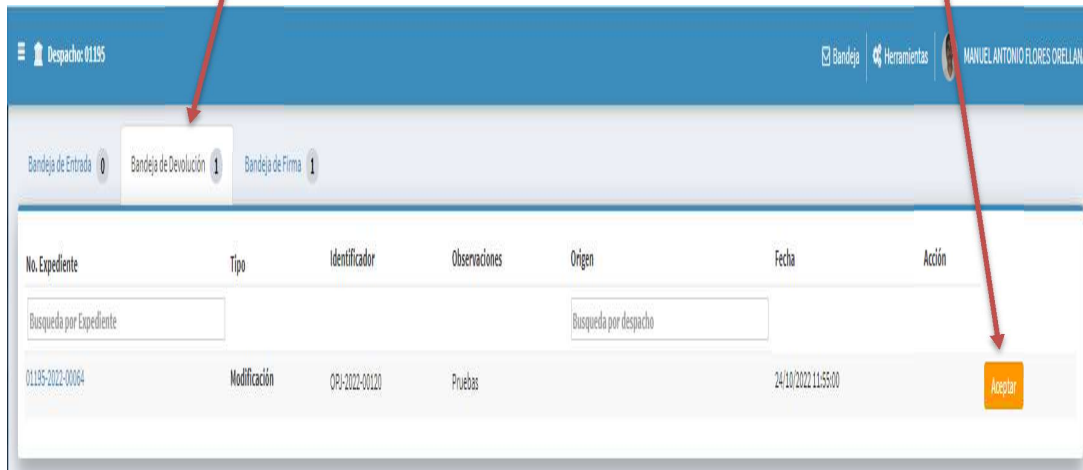 Despacho: 01195
Bandeja
Herramientas
MANUEL ANTONIO FLORES ORELLAN
Bandeja de Entrada 0
Bandeja de Devolución 1
Bandeja de Firma 1
No. Expediente Tipo Identificador Observaciones Origen Fecha Acción
Busqueda por Expediente Busqueda por despacho
01195-2022-00064 Modificación OPJ-2022-00120 Pruebas 24/10/2022 11:55:00 Aceptar